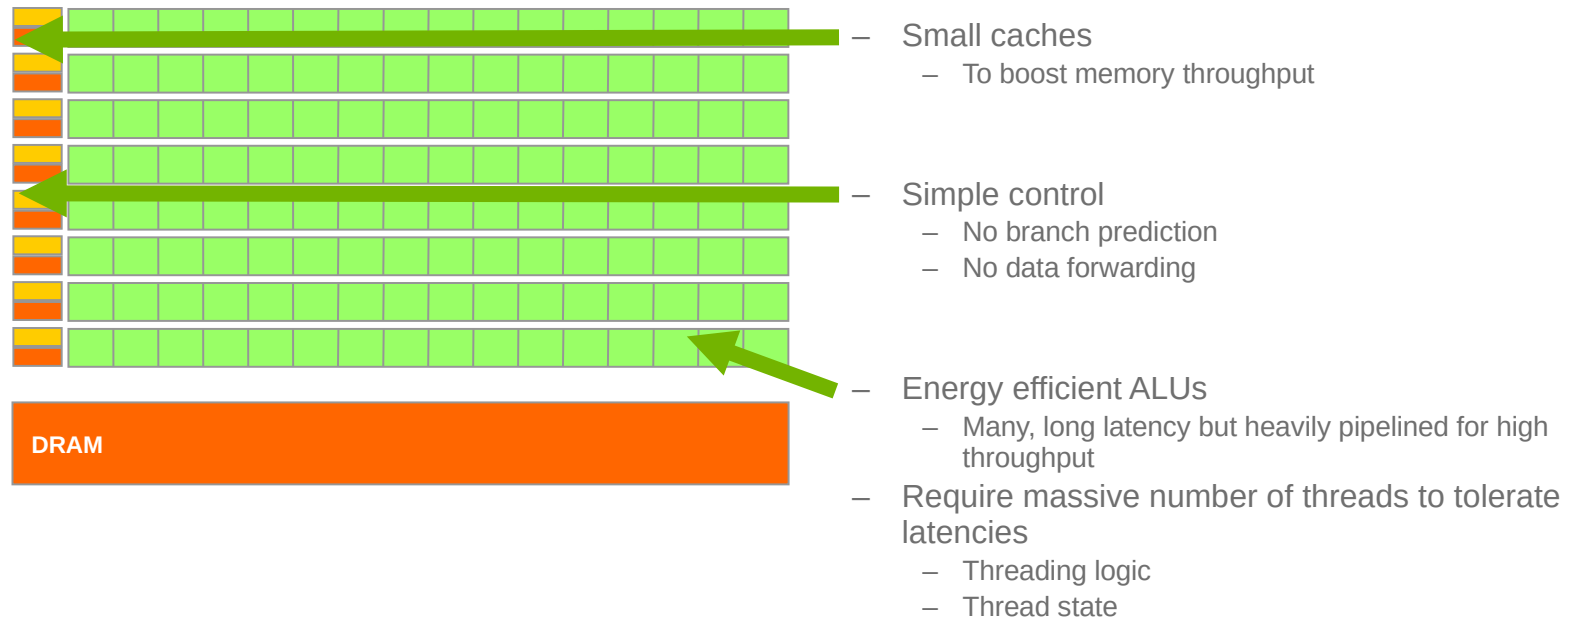 – Small caches
– To boost memory throughput
– Simple control
– No branch prediction
– No data forwarding
– Energy efficient ALUs
– Many, long latency but heavily pipelined for high
throughput
– Require massive number of threads to tolerate
latencies
– Threading logic
– Thread state
DRAM